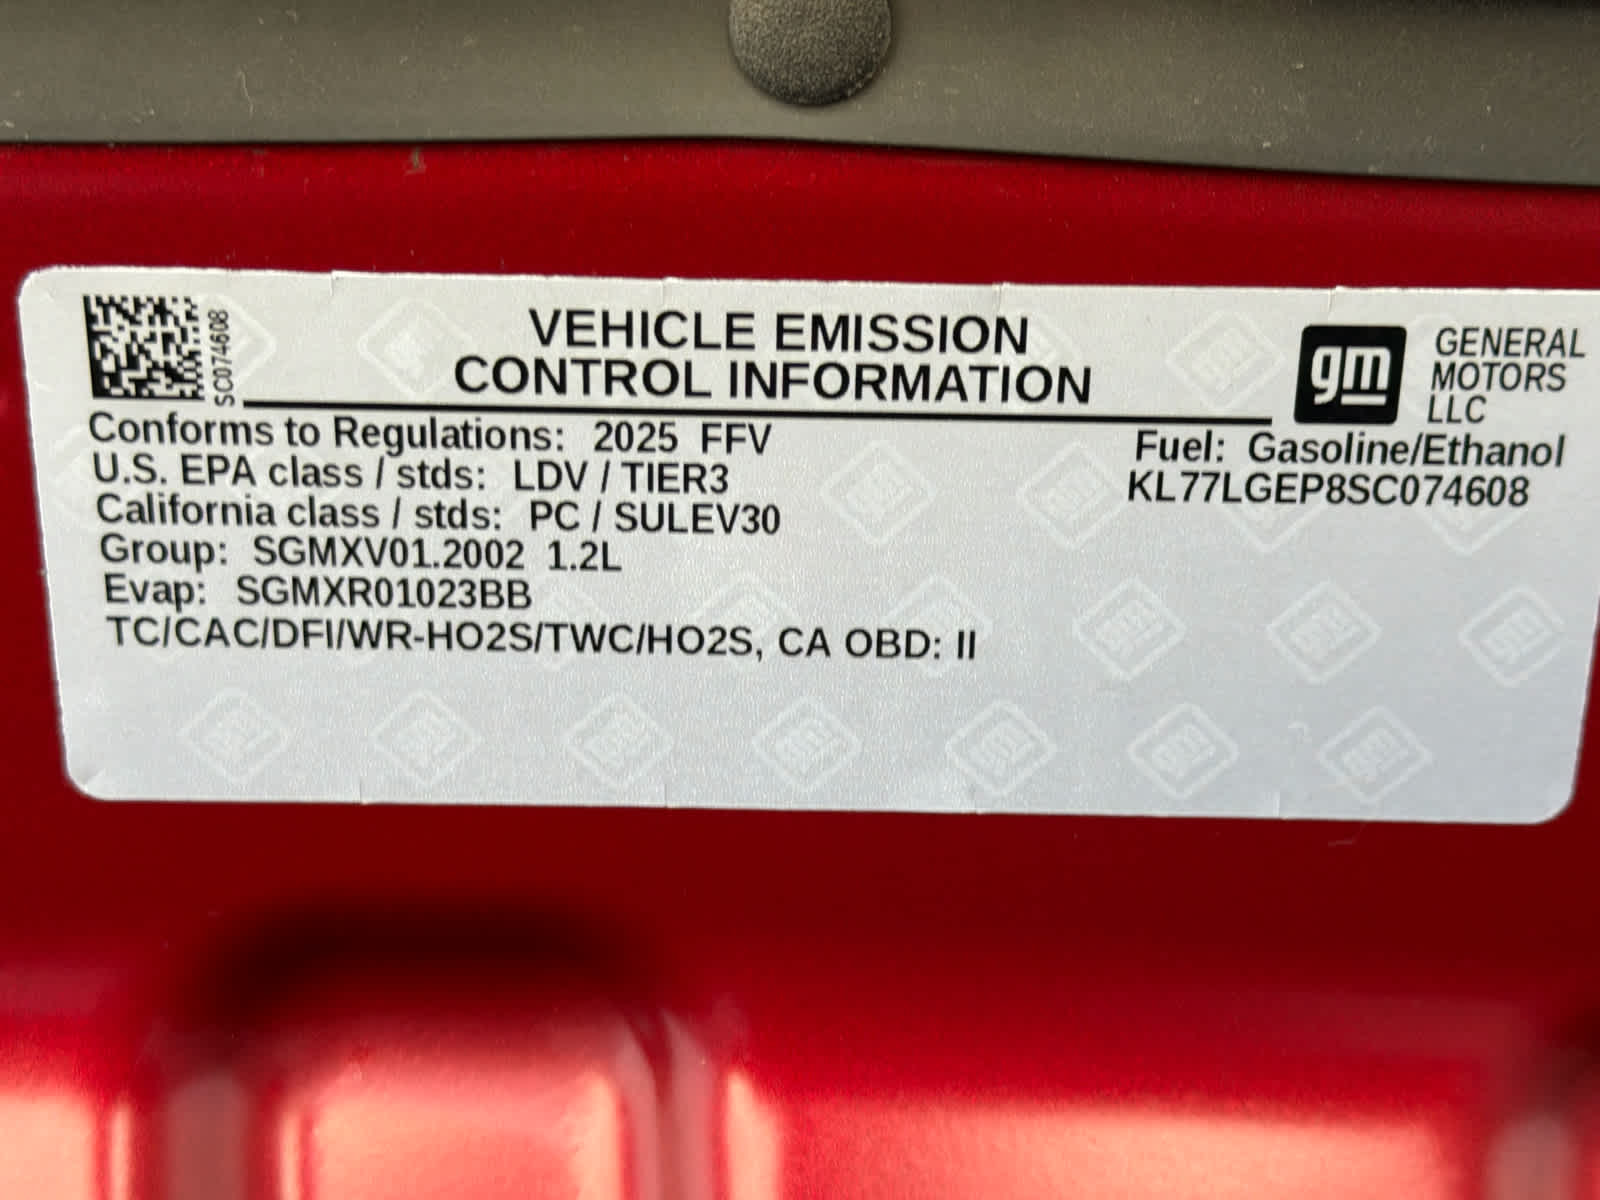 SC074608
VEHICLE EMISSION
CONTROL INFORMATION
gm
GENERAL
MOTORS
LLC
Conforms to Regulations: 2025 FFV
U.S. EPA class / stds: LDV / TIER3
California class / stds: PC / SULEV30
Group: SGMXV01.2002 1.2L
Evap: SGMXR01023BB
TC/CAC/DFI/WR-HO2S/TWC/HO2S, CA OBD: II
Fuel: Gasoline/Ethanol
KL77LGEP8SC074608